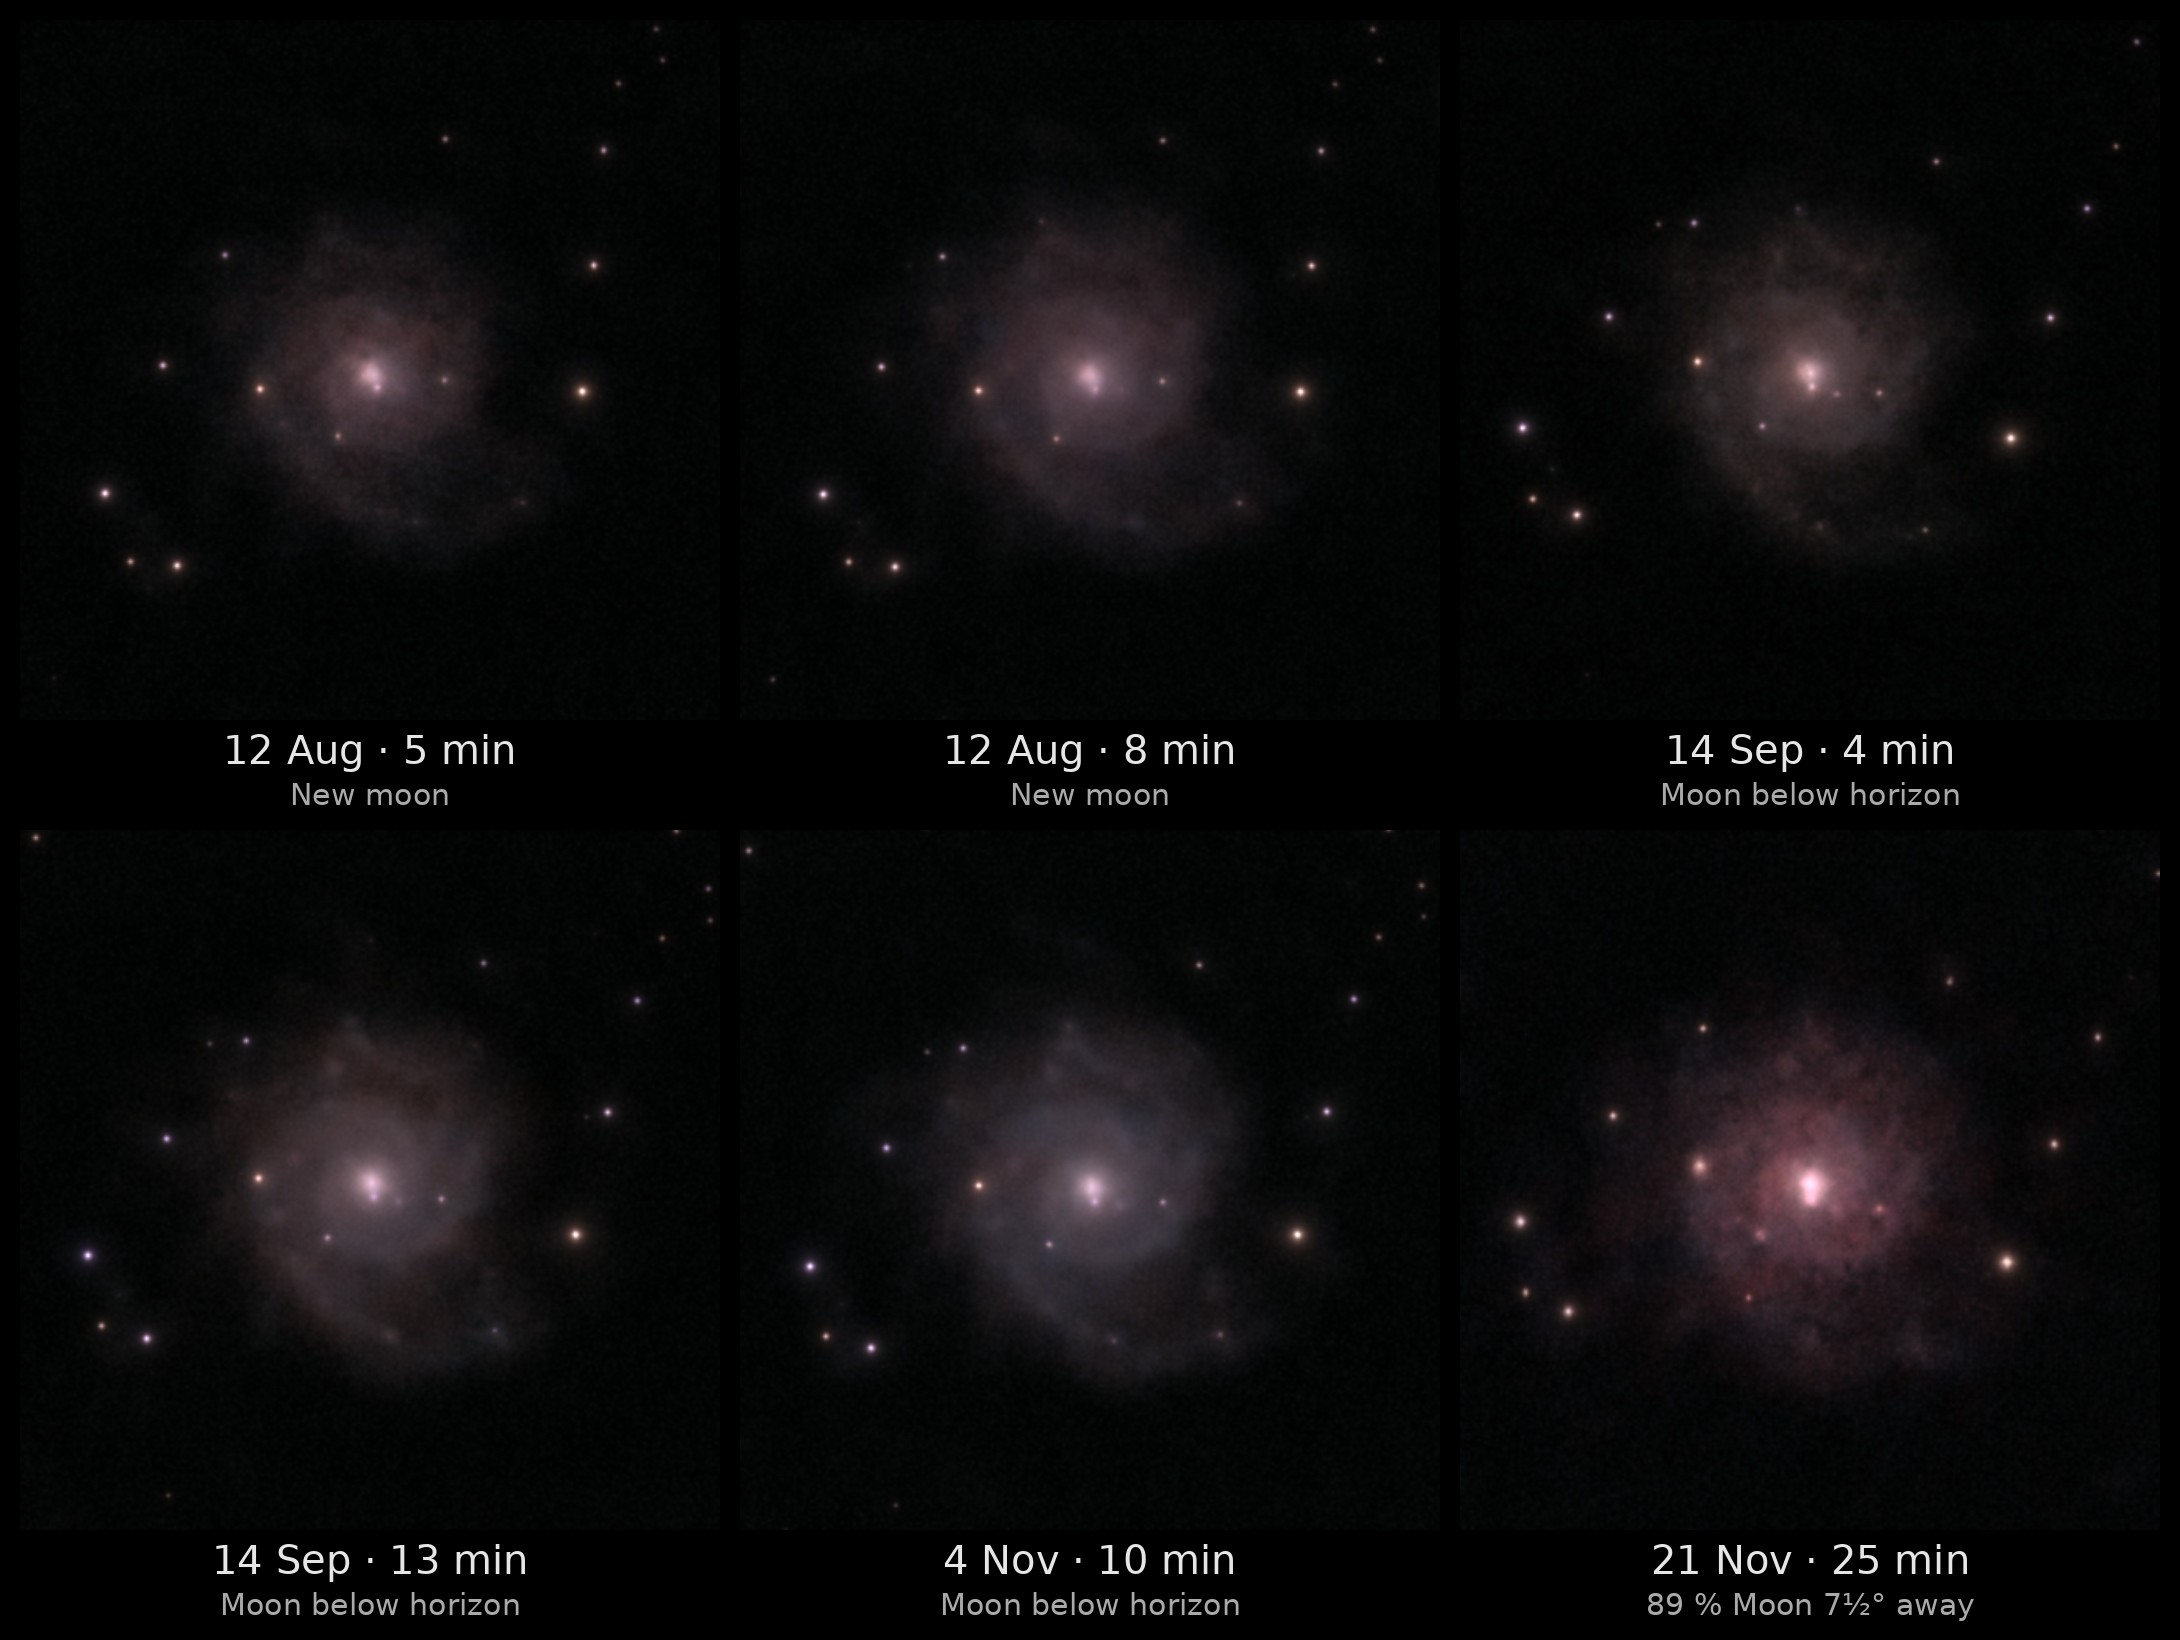 12 Aug · 5 min
New moon
12 Aug · 8 min
New moon
14 Sep · 4 min
Moon below horizon
14 Sep · 13 min
Moon below horizon
4 Nov · 10 min
Moon below horizon
21 Nov · 25 min
89 % Moon 7½° away